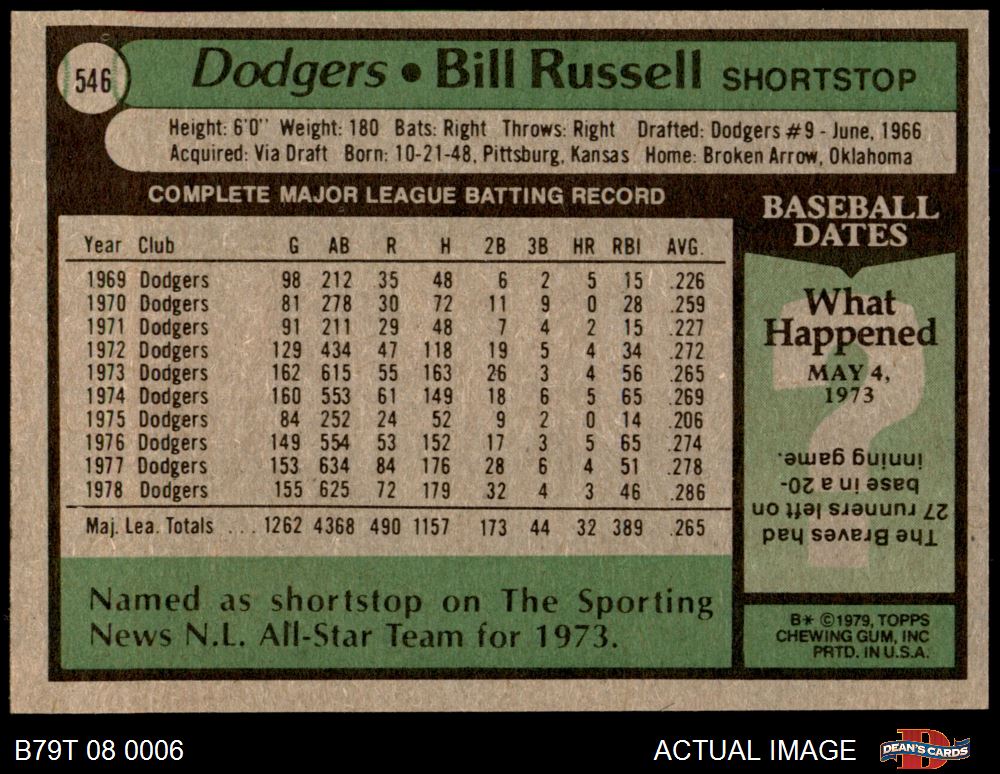 546
Dodgers • Bill Russell SHORTSTOP
Height: 6'0" Weight: 180 Bats: Right Throws: Right Drafted: Dodgers #9 - June, 1966
Acquired: Via Draft Born: 10-21-48, Pittsburg, Kansas Home: Broken Arrow, Oklahoma
COMPLETE MAJOR LEAGUE BATTING RECORD
Year Club G AB R H 2B 3B HR RBI AVG.
1969 Dodgers 98 212 35 48 6 2 5 15 .226
1970 Dodgers 81 278 30 72 11 9 0 28 .259
1971 Dodgers 91 211 29 48 7 4 2 15 .227
1972 Dodgers 129 434 47 118 19 5 4 34 .272
1973 Dodgers 162 615 55 163 26 3 4 56 .265
1974 Dodgers 160 553 61 149 18 6 5 65 .269
1975 Dodgers 84 252 24 52 9 2 0 14 .206
1976 Dodgers 149 554 53 152 17 3 5 65 .274
1977 Dodgers 153 634 84 176 28 6 4 51 .278
1978 Dodgers 155 625 72 179 32 4 3 46 .286
Maj. Lea. Totals ... 1262 4368 490 1157 173 44 32 389 .265
Named as shortstop on The Sporting
News N.L. All-Star Team for 1973.
BASEBALL
DATES
What
Happened
MAY 4,
1973
?
The Braves had
27 runners left on
base in a 20-
inning game.
B* ©1979, TOPPS
CHEWING GUM, INC
PRTD. IN U.S.A.
B79T 08 0006
ACTUAL IMAGE
DEAN'S CARDS